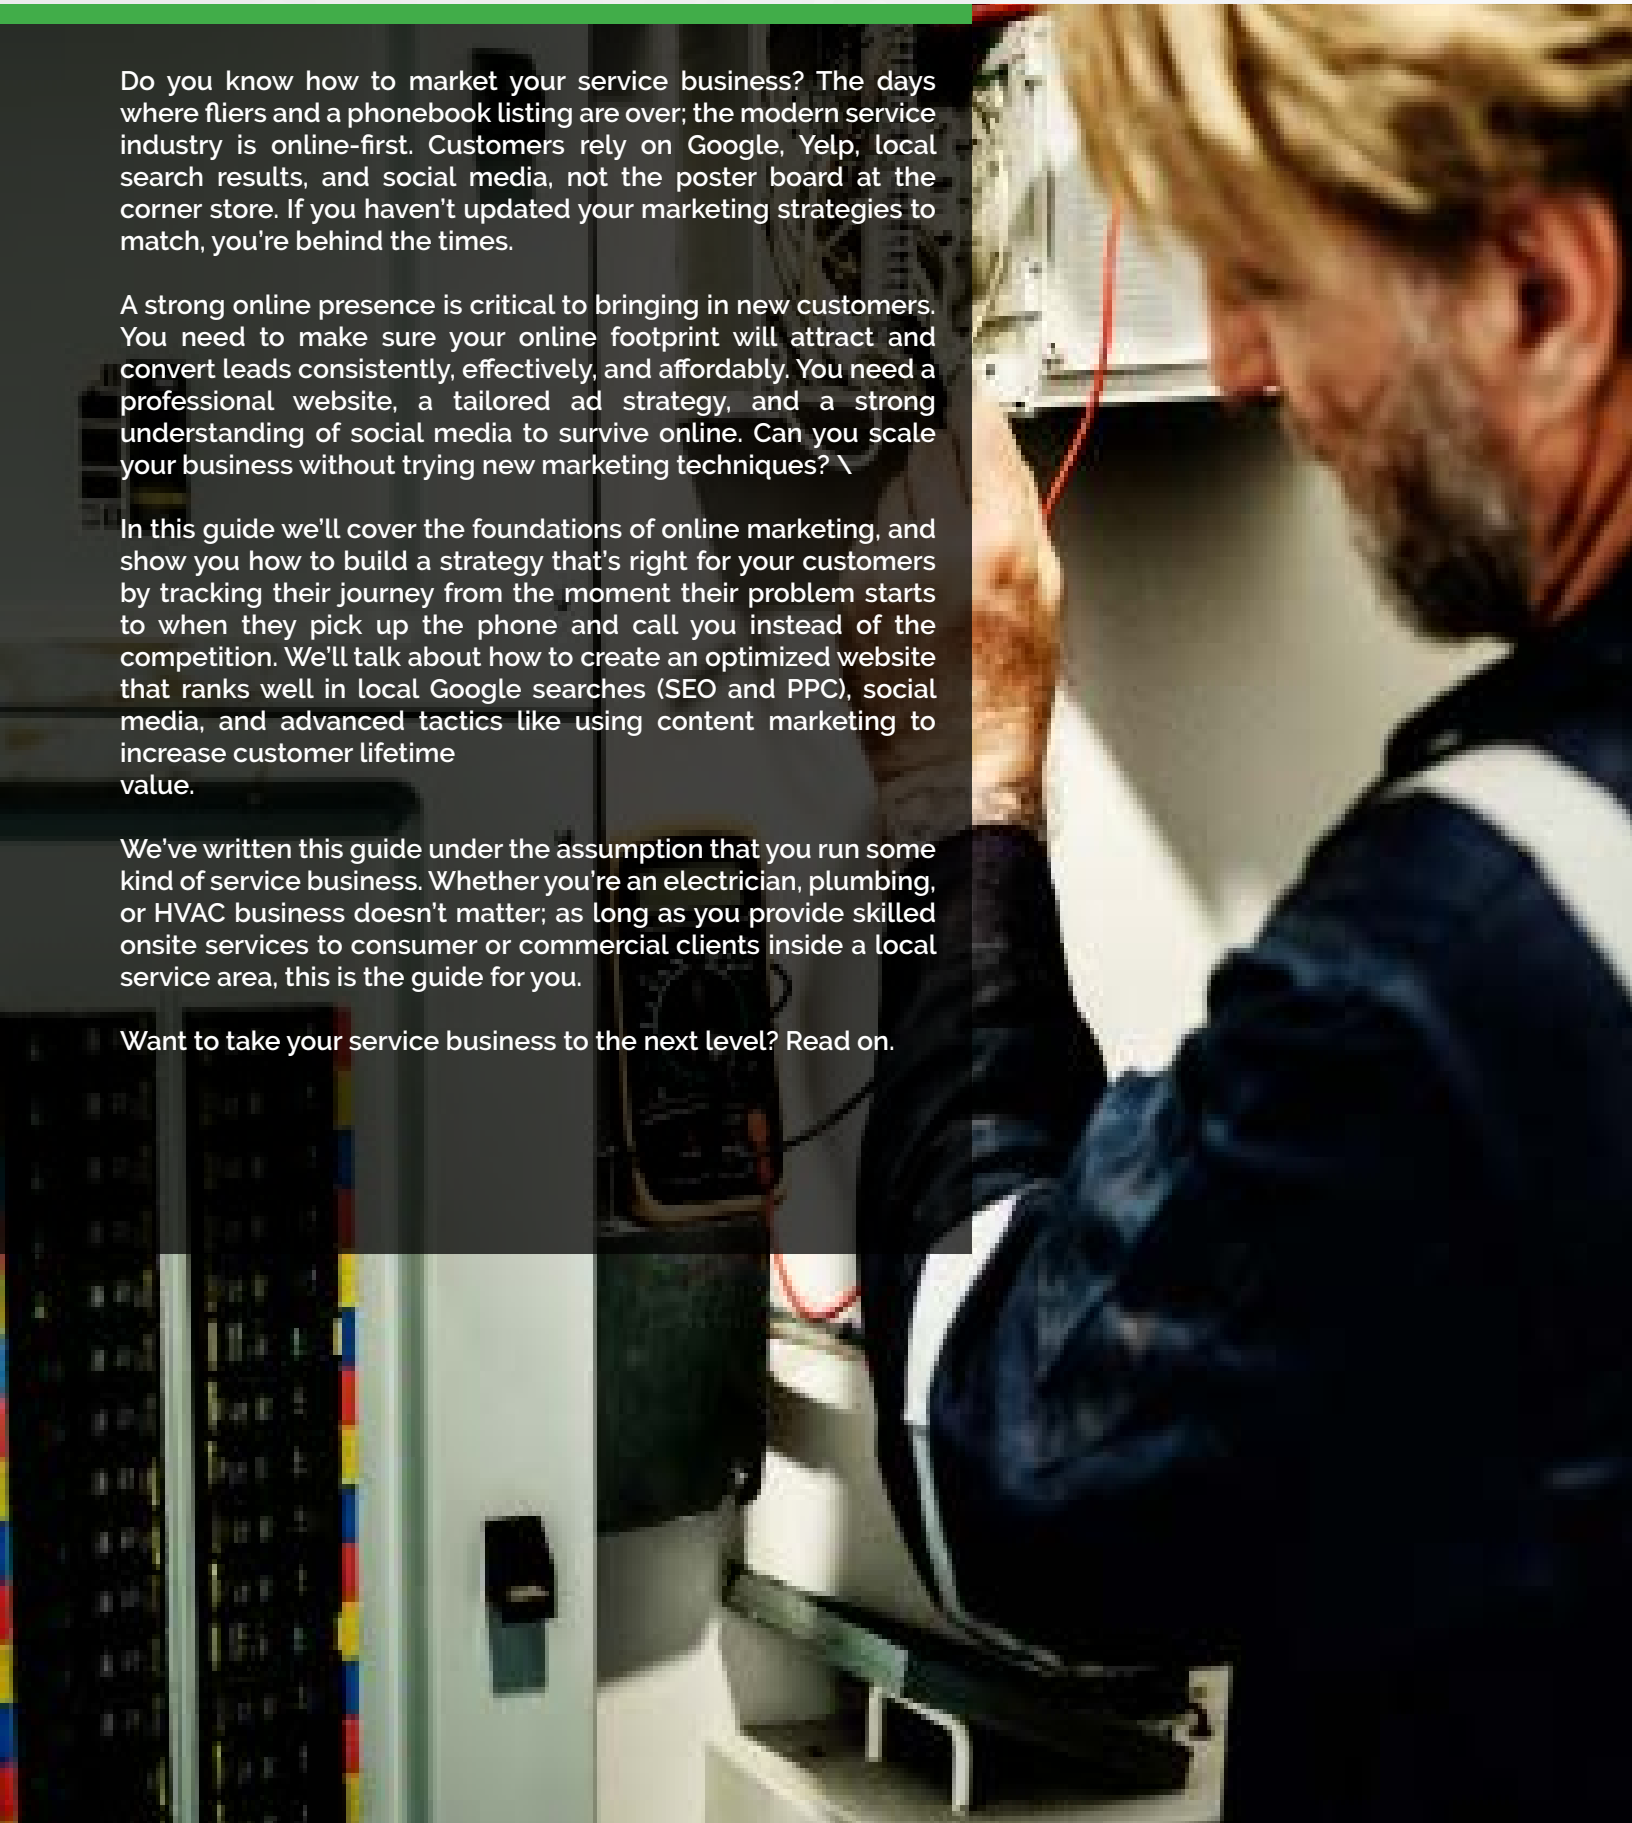 Do you know how to market your service business? The days
where fliers and a phonebook listing are over; the modern service
industry is online-first. Customers rely on Google, Yelp, local
search results, and social media, not the poster board at the
corner store. If you haven’t updated your marketing strategies to
match, you’re behind the times.
A strong online presence is critical to bringing in new customers.
You need to make sure your online footprint will attract and
convert leads consistently, effectively, and affordably. You need a
professional website, a tailored ad strategy, and a strong
understanding of social media to survive online. Can you scale
your business without trying new marketing techniques? \
In this guide we’ll cover the foundations of online marketing, and
show you how to build a strategy that’s right for your customers
by tracking their journey from the moment their problem starts
to when they pick up the phone and call you instead of the
competition. We’ll talk about how to create an optimized website
that ranks well in local Google searches (SEO and PPC), social
media, and advanced tactics like using content marketing to
increase customer lifetime
value.
We’ve written this guide under the assumption that you run some
kind of service business. Whether you’re an electrician, plumbing,
or HVAC business doesn’t matter; as long as you provide skilled
onsite services to consumer or commercial clients inside a local
service area, this is the guide for you.
Want to take your service business to the next level? Read on.